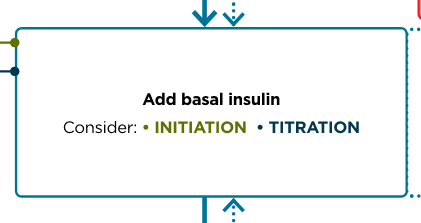 Add basal insulin
Consider: • INITIATION • TITRATION